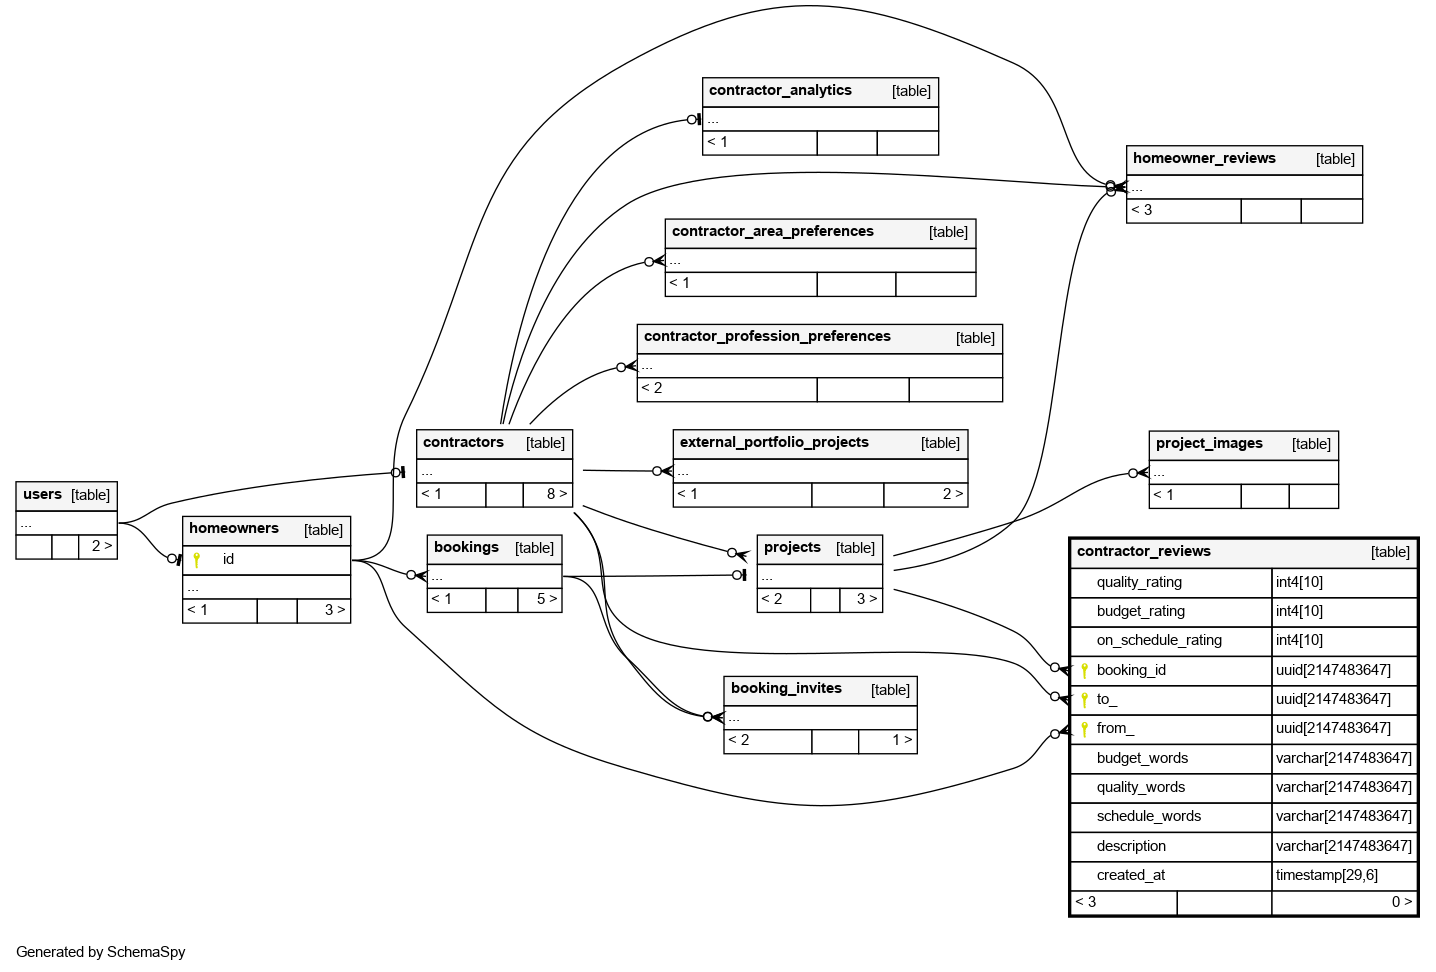 contractor_analytics [table]
...
< 1
homeowner_reviews [table]
...
< 3
contractor_area_preferences [table]
...
< 1
contractor_profession_preferences [table]
...
< 2
contractors [table]
...
< 1 8 >
external_portfolio_projects [table]
...
< 1 2 >
project_images [table]
...
< 1
users [table]
...
2 >
homeowners [table]
id
...
< 1 3 >
bookings [table]
...
< 1 5 >
projects [table]
...
< 2 3 >
booking_invites [table]
...
< 2 1 >
contractor_reviews [table]
quality_rating int4[10]
budget_rating int4[10]
on_schedule_rating int4[10]
booking_id uuid[2147483647]
to_ uuid[2147483647]
from_ uuid[2147483647]
budget_words varchar[2147483647]
quality_words varchar[2147483647]
schedule_words varchar[2147483647]
description varchar[2147483647]
created_at timestamp[29,6]
< 3 0 >
Generated by SchemaSpy